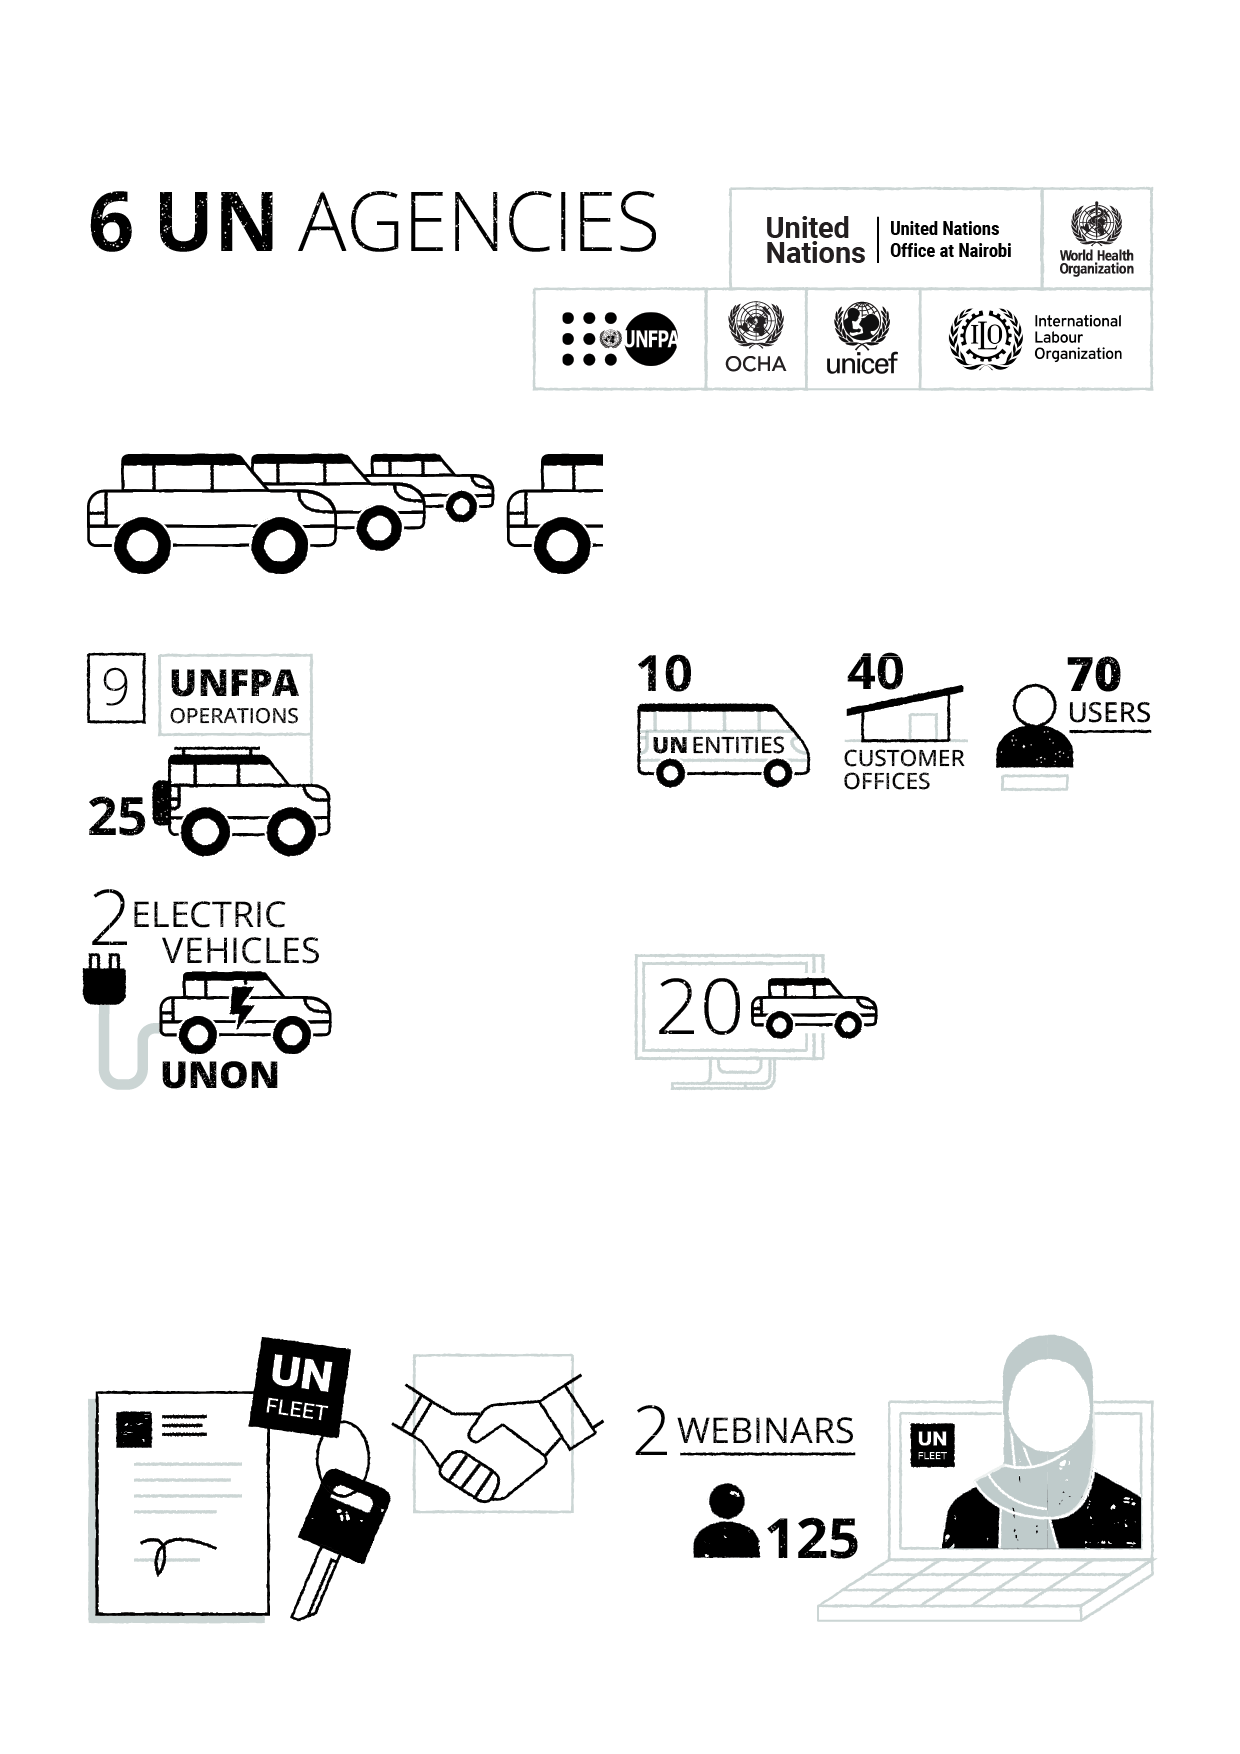 6 UN AGENCIES
United
Nations
United Nations
Office at Nairobi
World Health
Organization
UNFPA
OCHA
unicef
ILO
International
Labour
Organization
9
UNFPA
OPERATIONS
25
10
UN ENTITIES
40
CUSTOMER
OFFICES
70
USERS
2 ELECTRIC
VEHICLES
UNON
20
UN
FLEET
2 WEBINARS
125
UN
FLEET